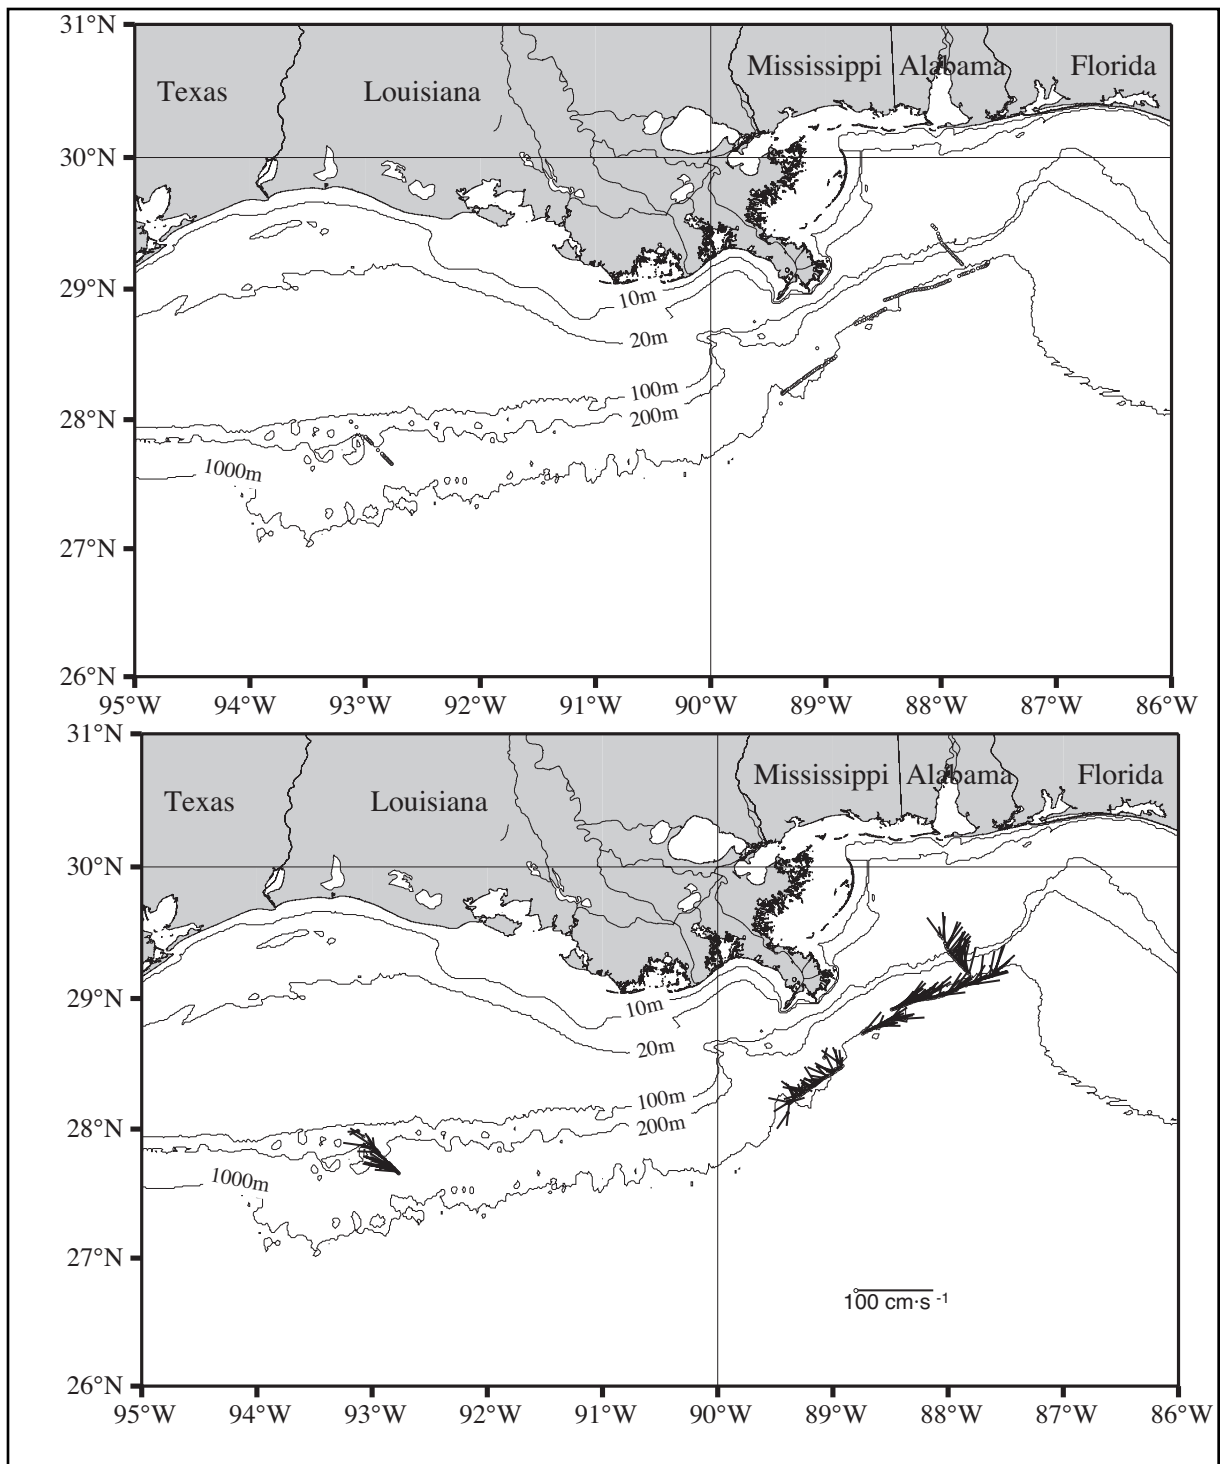 31°N
Texas Louisiana Mississippi Alabama Florida
30°N
29°N
10m
20m
100m
200m
28°N
1000m
27°N
26°N
95°W 94°W 93°W 92°W 91°W 90°W 89°W 88°W 87°W 86°W
31°N
Texas Louisiana Mississippi Alabama Florida
30°N
29°N
10m
20m
100m
200m
28°N
1000m
27°N
100 cm·s -1
26°N
95°W 94°W 93°W 92°W 91°W 90°W 89°W 88°W 87°W 86°W